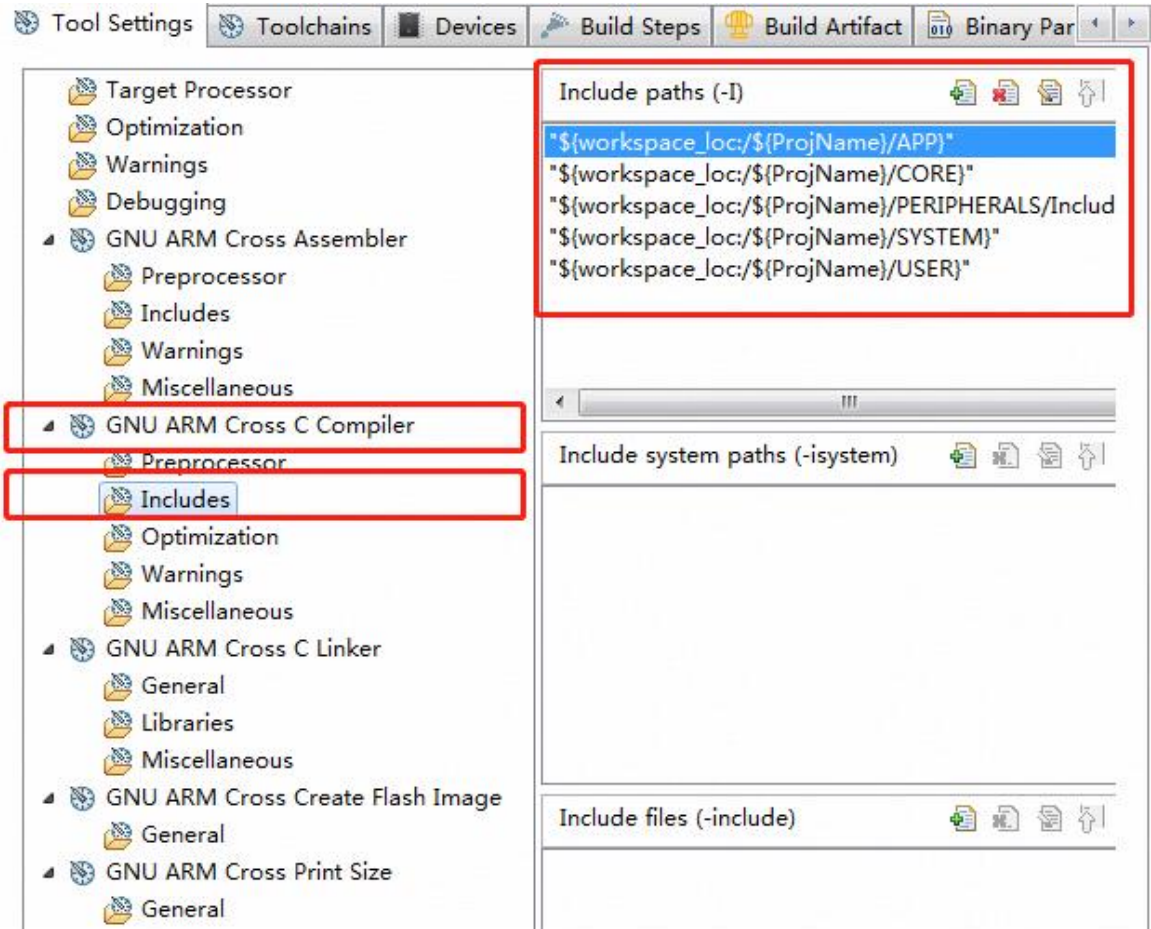 Tool Settings
Toolchains
Devices
Build Steps
Build Artifact
Binary Par
Target Processor
Optimization
Warnings
Debugging
GNU ARM Cross Assembler
Preprocessor
Includes
Warnings
Miscellaneous
GNU ARM Cross C Compiler
Preprocessor
Includes
Optimization
Warnings
Miscellaneous
GNU ARM Cross C Linker
General
Libraries
Miscellaneous
GNU ARM Cross Create Flash Image
General
GNU ARM Cross Print Size
General
Include paths (-I)
"${workspace_loc:/${ProjName}/APP}"
"${workspace_loc:/${ProjName}/CORE}"
"${workspace_loc:/${ProjName}/PERIPHERALS/Includ
"${workspace_loc:/${ProjName}/SYSTEM}"
"${workspace_loc:/${ProjName}/USER}"
Include system paths (-isystem)
Include files (-include)